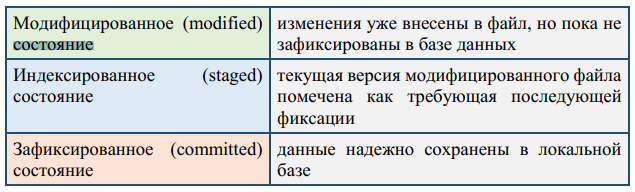 Модифицированное (modified)
состояние
изменения уже внесены в файл, но пока не
зафиксированы в базе данных
Индексированное (staged)
состояние
текущая версия модифицированного файла
помечена как требующая последующей
фиксации
Зафиксированное (committed)
состояние
данные надежно сохранены в локальной
базе